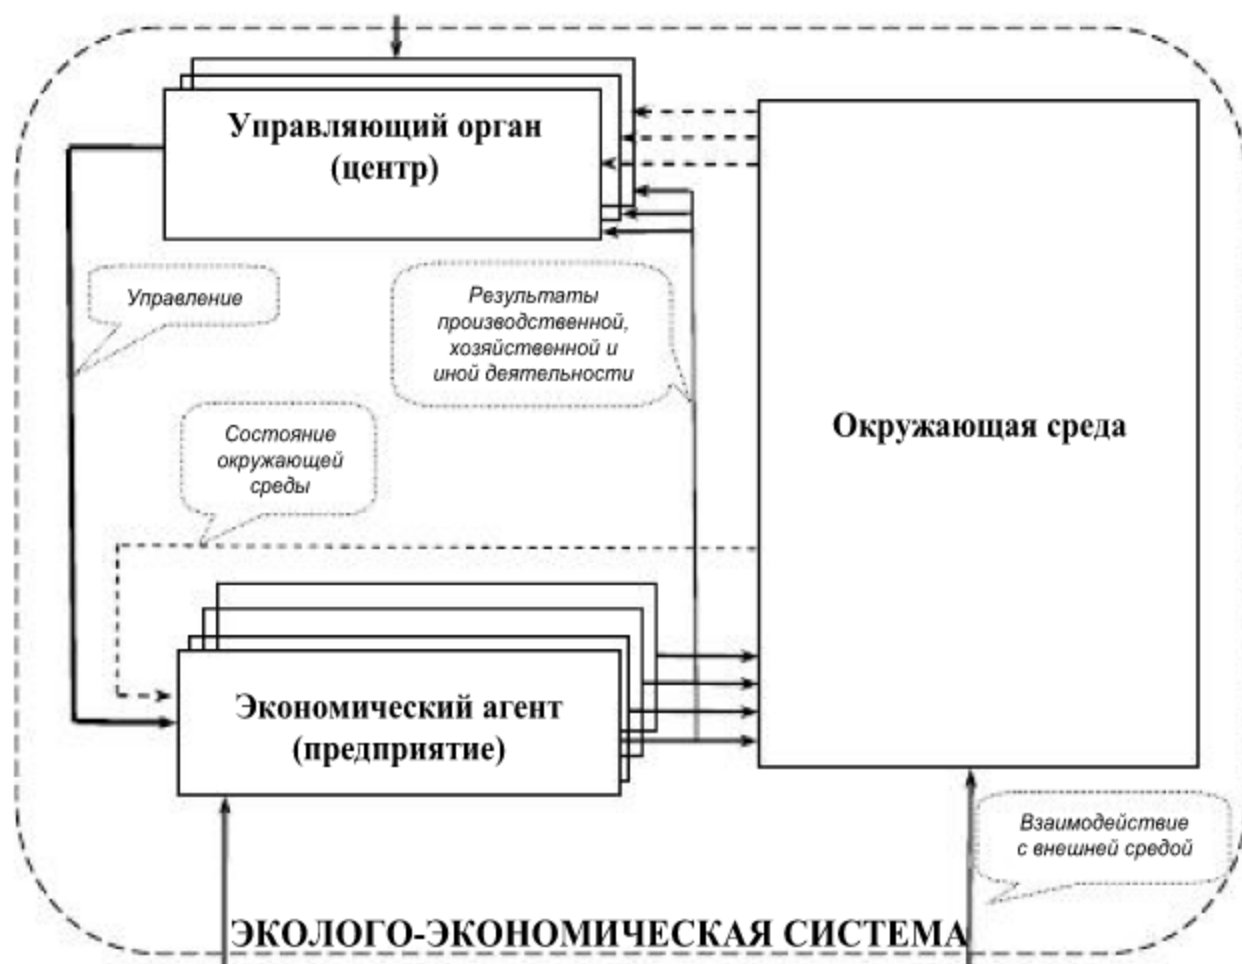 Управляющий орган
(центр)
Управление
Результаты
производственной,
хозяйственной и
иной деятельности
Состояние
окружающей
среды
Окружающая среда
Экономический агент
(предприятие)
Взаимодействие
с внешней средой
ЭКОЛОГО-ЭКОНОМИЧЕСКАЯ СИСТЕМА